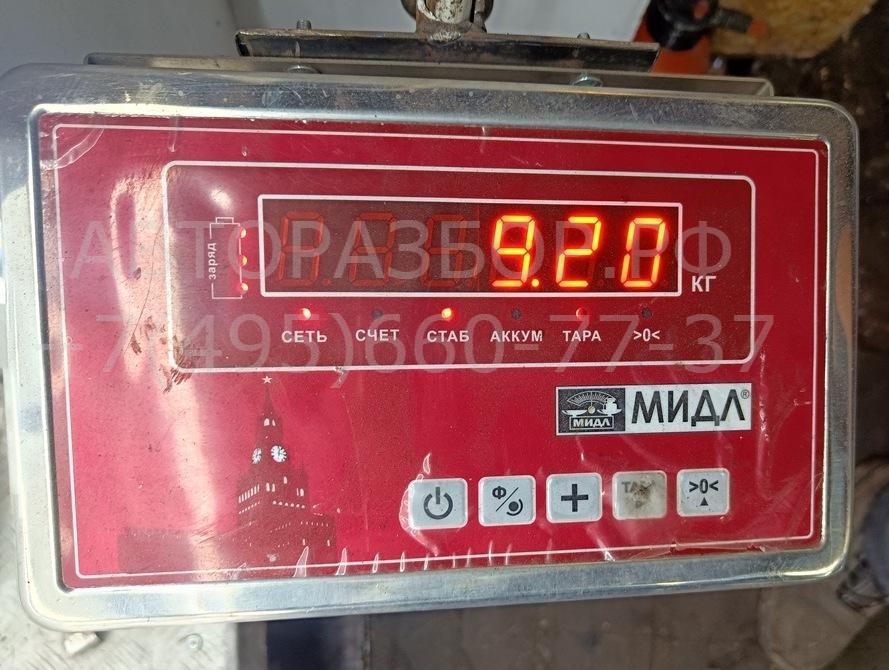 заряд
9.20
КГ
СЕТЬ СЧЕТ СТАБ АККУМ ТАРА >0<
АВТОРАЗБОР.РФ
+7(495)660-77-37
МИДЛ МИДЛ®
Ф
ТАРА >0<